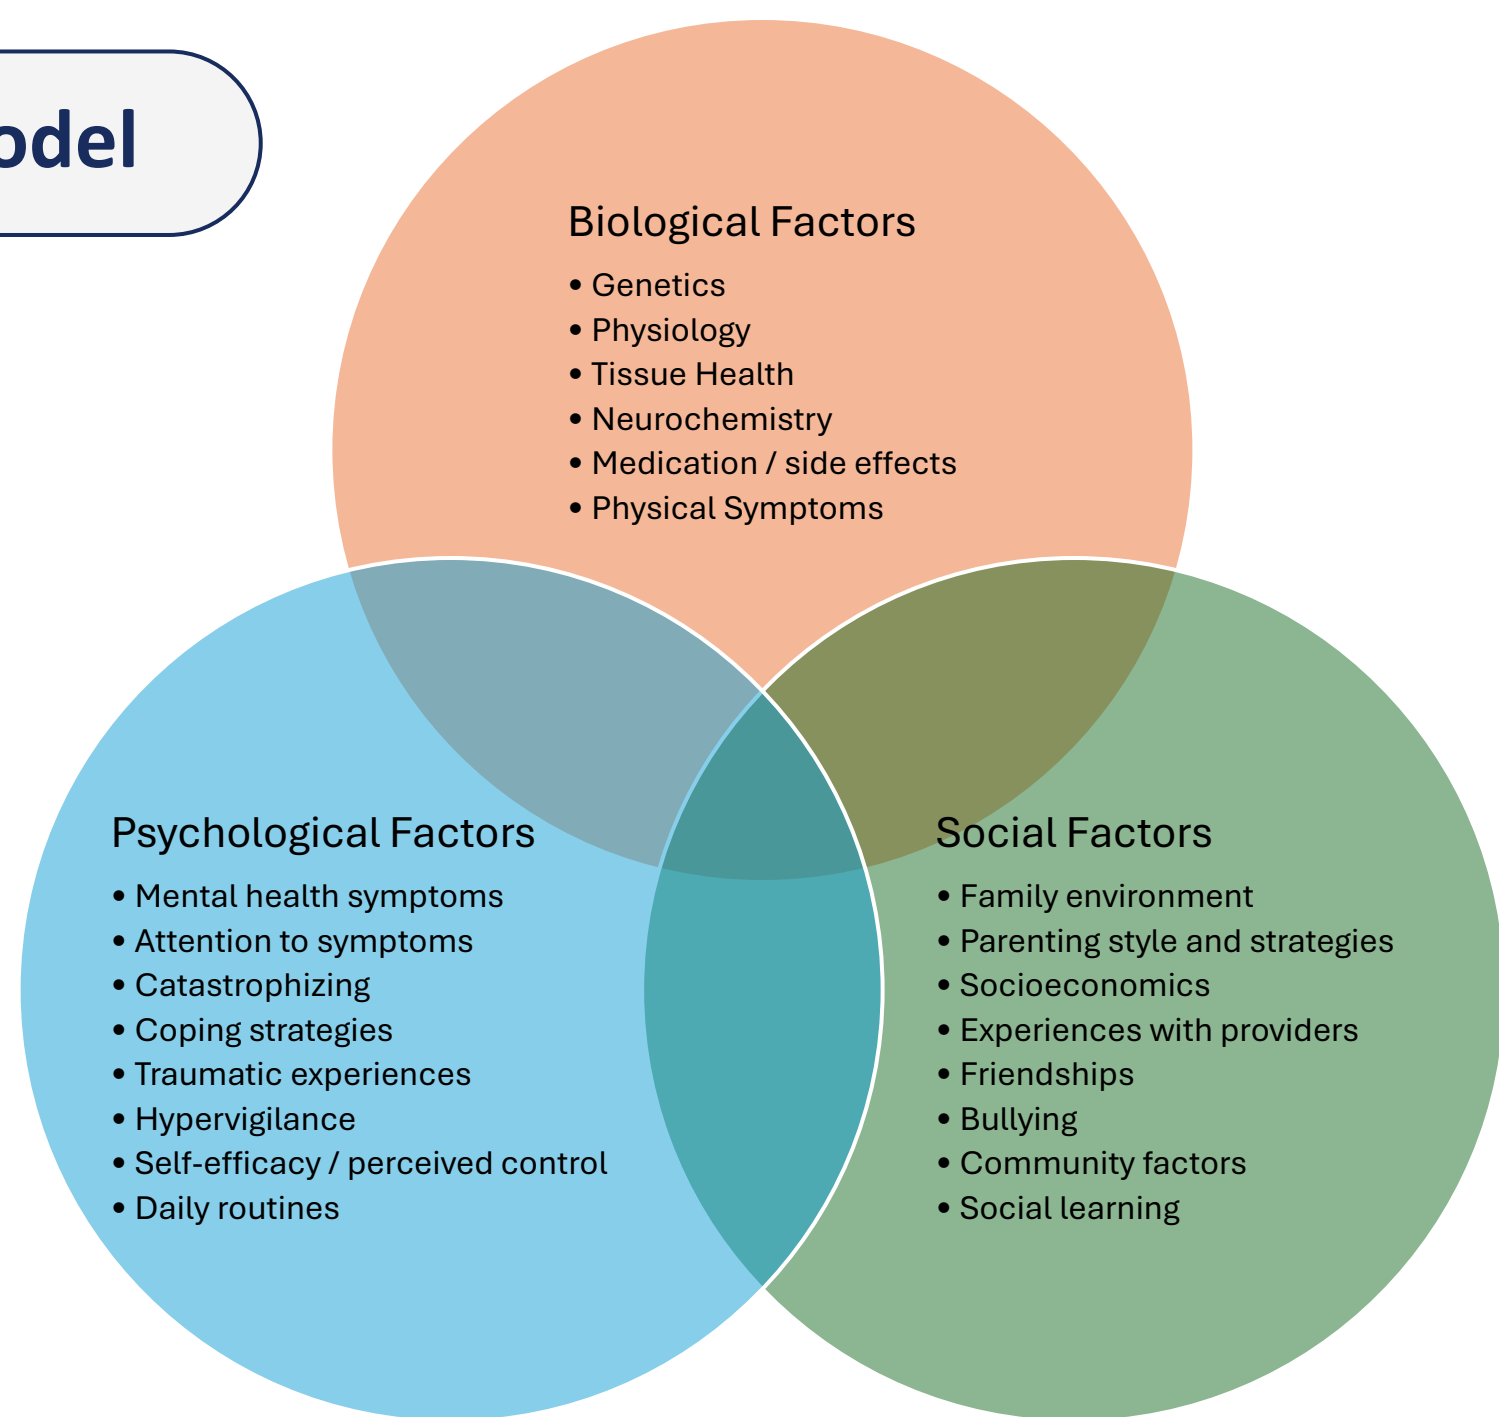 odel
Biological Factors
• Genetics
• Physiology
• Tissue Health
• Neurochemistry
• Medication / side effects
• Physical Symptoms
Psychological Factors
• Mental health symptoms
• Attention to symptoms
• Catastrophizing
• Coping strategies
• Traumatic experiences
• Hypervigilance
• Self-efficacy / perceived control
• Daily routines
Social Factors
• Family environment
• Parenting style and strategies
• Socioeconomics
• Experiences with providers
• Friendships
• Bullying
• Community factors
• Social learning